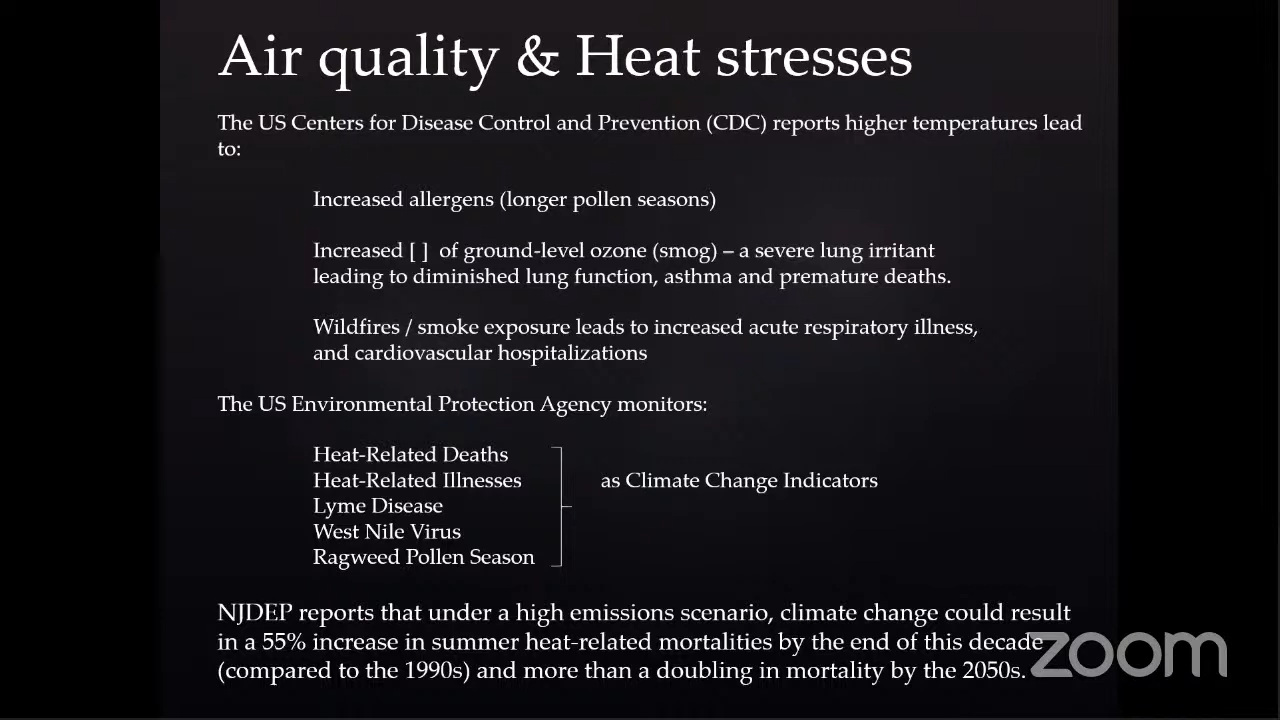 Air quality & Heat stresses
The US Centers for Disease Control and Prevention (CDC) reports higher temperatures lead
to:
Increased allergens (longer pollen seasons)
Increased [ ] of ground-level ozone (smog) – a severe lung irritant
leading to diminished lung function, asthma and premature deaths.
Wildfires / smoke exposure leads to increased acute respiratory illness,
and cardiovascular hospitalizations
The US Environmental Protection Agency monitors:
Heat-Related Deaths
Heat-Related Illnesses as Climate Change Indicators
Lyme Disease
West Nile Virus
Ragweed Pollen Season
NJDEP reports that under a high emissions scenario, climate change could result
in a 55% increase in summer heat-related mortalities by the end of this decade
(compared to the 1990s) and more than a doubling in mortality by the 2050s.
zoom